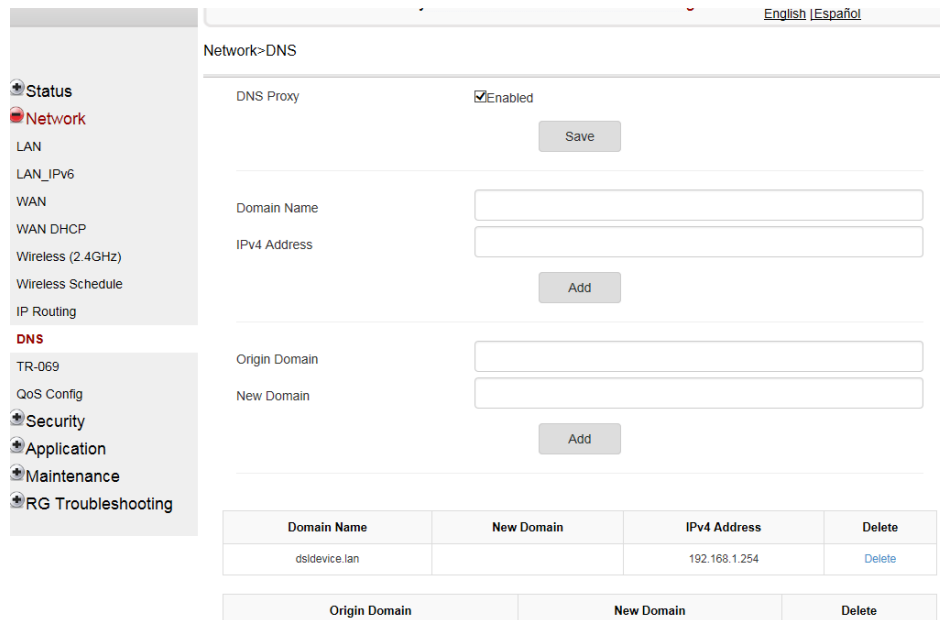 English |Español
Network>DNS
Status
Network
LAN
LAN_IPv6
WAN
WAN DHCP
Wireless (2.4GHz)
Wireless Schedule
IP Routing
DNS
TR-069
QoS Config
Security
Application
Maintenance
RG Troubleshooting
DNS Proxy Enabled
Save
Domain Name
IPv4 Address
Add
Origin Domain
New Domain
Add
Domain Name New Domain IPv4 Address Delete
dsldevice.lan 192.168.1.254 Delete
Origin Domain New Domain Delete